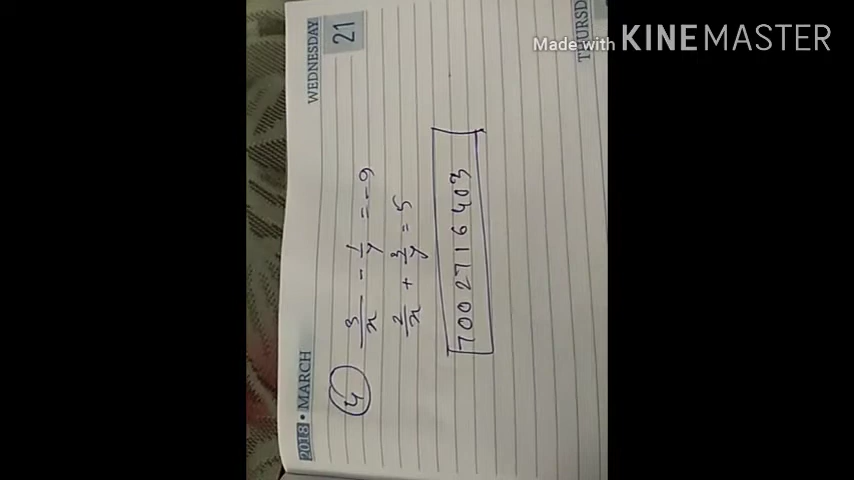 Made with KINEMASTER
2018 • MARCH WEDNESDAY 21
4 3/x - 1/y = -9
2/x + 3/y = 5
7002716403
THURSD